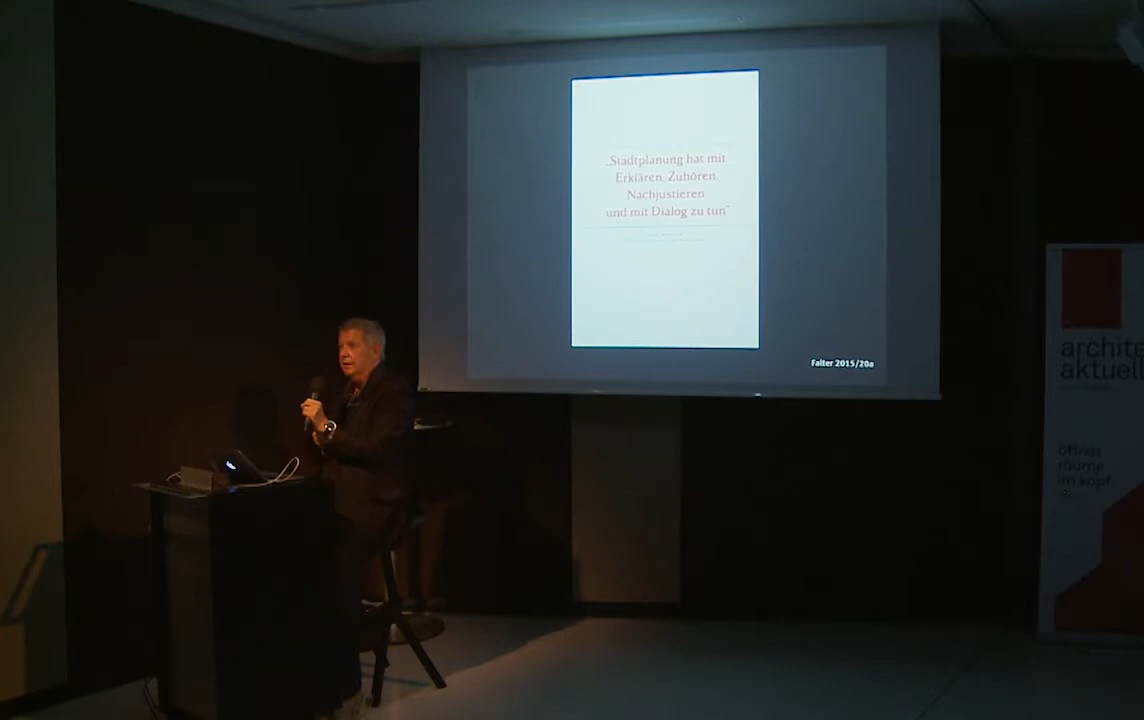 „Stadtplanung hat mit
Erklären, Zuhören,
Nachjustieren
und mit Dialog zu tun“
Falter 2015/20a
archite
aktuell
öffnet
räume
im kopf